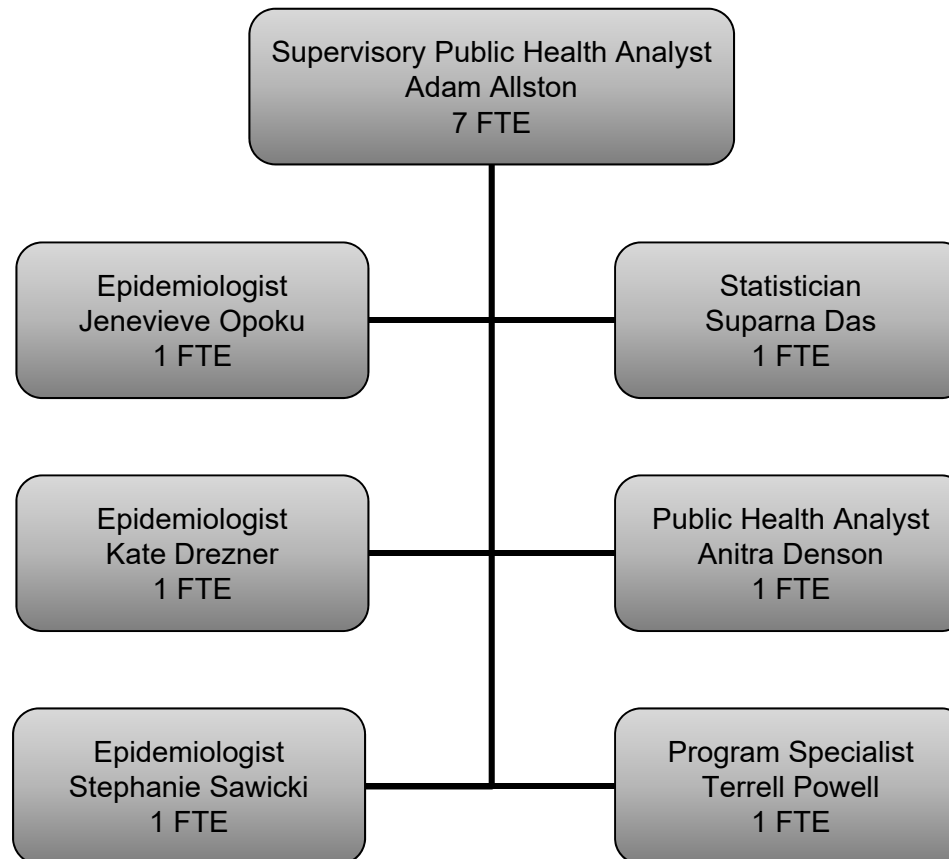 Supervisory Public Health Analyst
Adam Allston
7 FTE
Epidemiologist
Jenevieve Opoku
1 FTE
Statistician
Suparna Das
1 FTE
Epidemiologist
Kate Drezner
1 FTE
Public Health Analyst
Anitra Denson
1 FTE
Epidemiologist
Stephanie Sawicki
1 FTE
Program Specialist
Terrell Powell
1 FTE